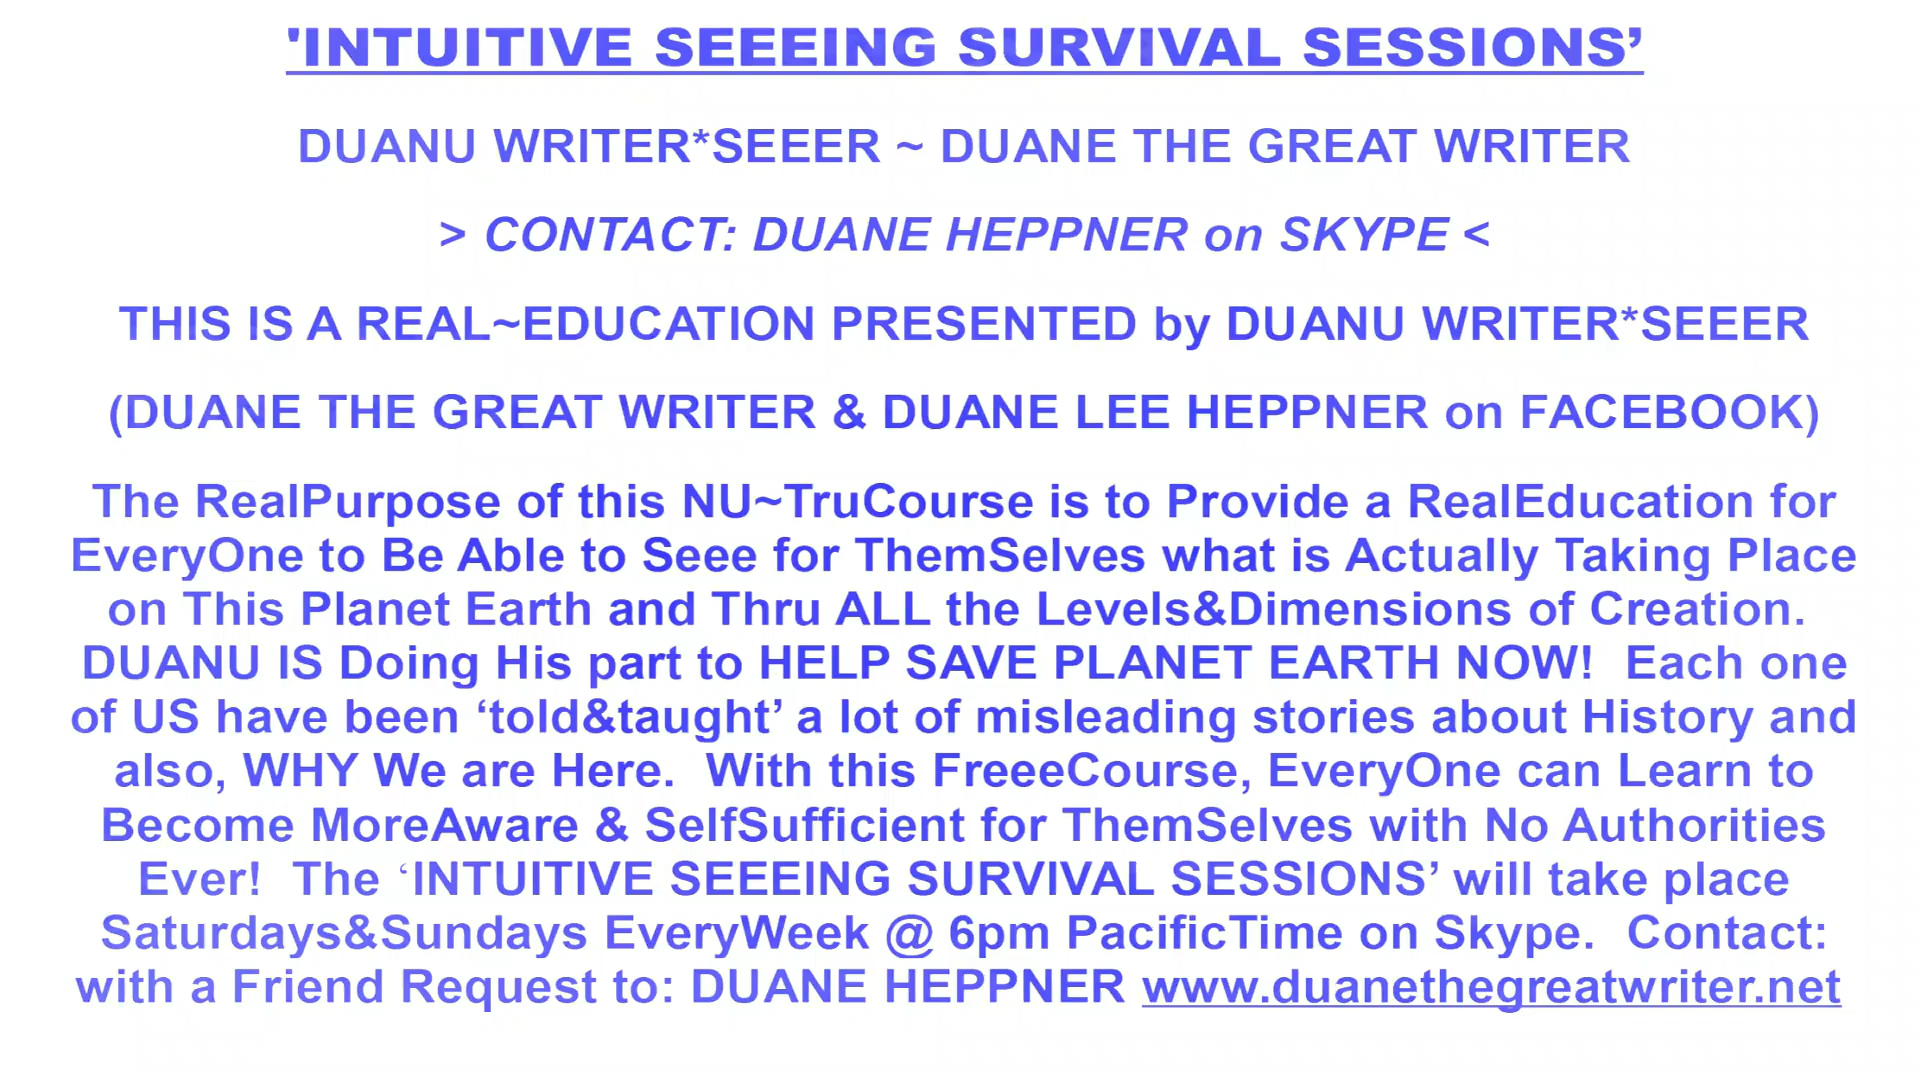 'INTUITIVE SEEEING SURVIVAL SESSIONS’
DUANU WRITER*SEEER ~ DUANE THE GREAT WRITER
> CONTACT: DUANE HEPPNER on SKYPE <
THIS IS A REAL~EDUCATION PRESENTED by DUANU WRITER*SEEER
(DUANE THE GREAT WRITER & DUANE LEE HEPPNER on FACEBOOK)
The RealPurpose of this NU~TruCourse is to Provide a RealEducation for
EveryOne to Be Able to Seee for ThemSelves what is Actually Taking Place
on This Planet Earth and Thru ALL the Levels&Dimensions of Creation.
DUANU IS Doing His part to HELP SAVE PLANET EARTH NOW!  Each one
of US have been ‘told&taught’ a lot of misleading stories about History and
also, WHY We are Here.  With this FreeeCourse, EveryOne can Learn to
Become MoreAware & SelfSufficient for ThemSelves with No Authorities
Ever!  The ‘INTUITIVE SEEEING SURVIVAL SESSIONS’ will take place
Saturdays&Sundays EveryWeek @ 6pm PacificTime on Skype.  Contact:
with a Friend Request to: DUANE HEPPNER www.duanethegreatwriter.net